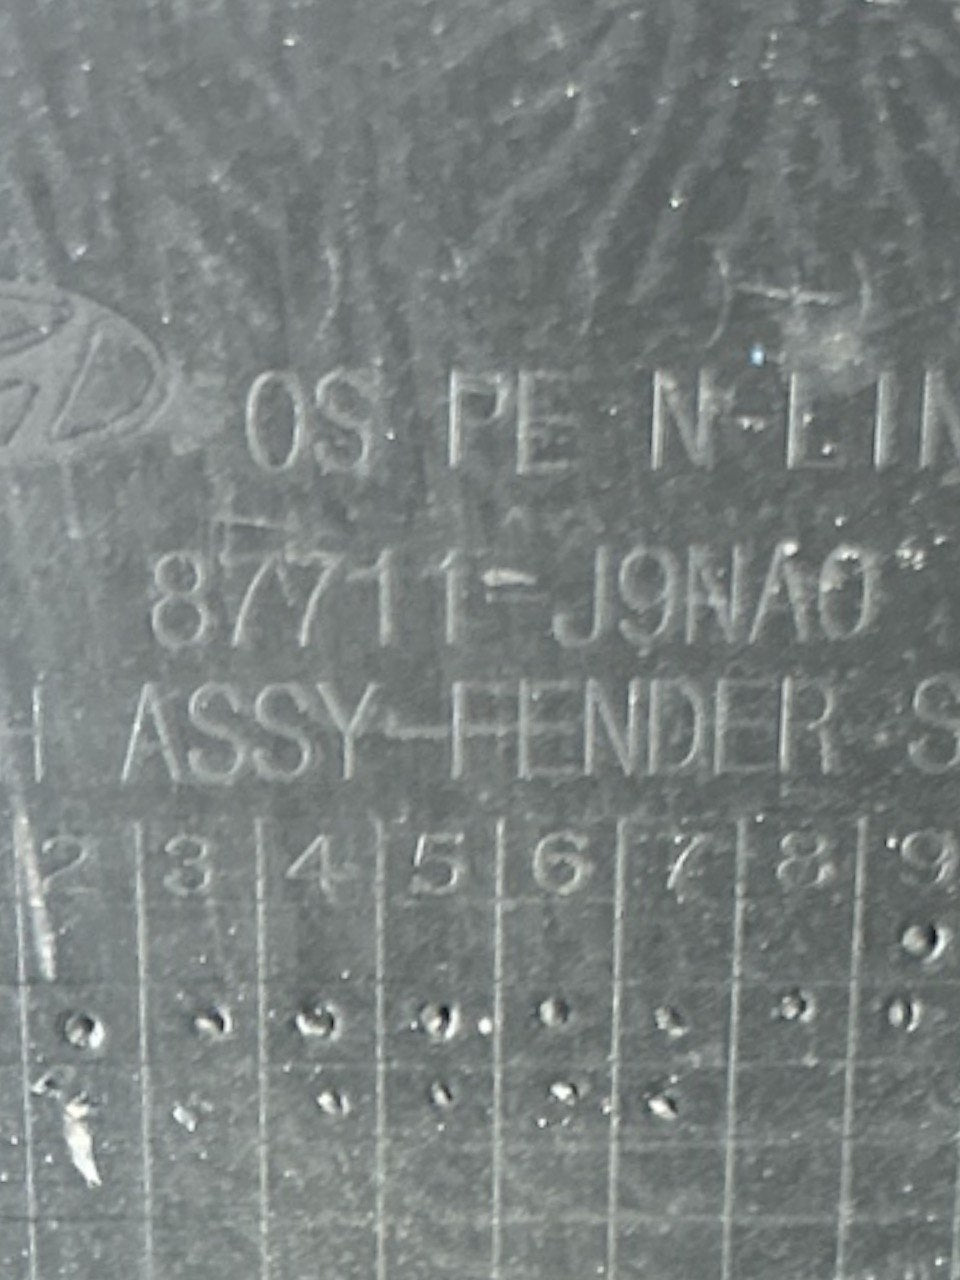 OS PE N-LIN
87711-J9NA0
H ASSY-FENDER S
2 3 4 5 6 7 8 9